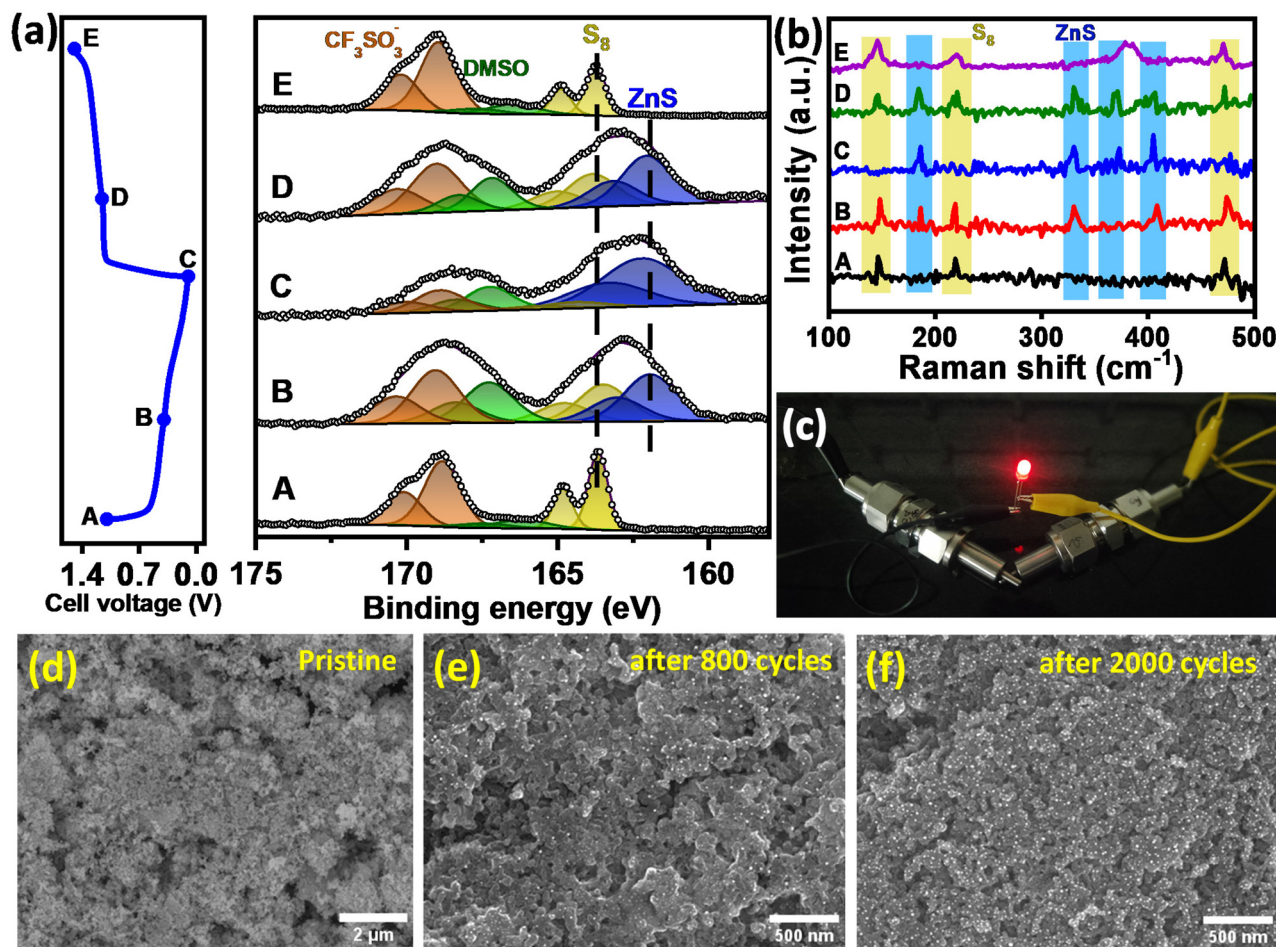 (a)
E
D
C
B
A
1.4 0.7 0.0
Cell voltage (V)
CF₃SO₃⁻
DMSO
S₈
ZnS
E
D
C
B
A
175 170 165 160
Binding energy (eV)
(b)
S₈ ZnS
E
D
C
B
A
Intensity (a.u.)
100 200 300 400 500
Raman shift (cm⁻¹)
(c)
(d)
Pristine
2 µm
(e)
after 800 cycles
500 nm
(f)
after 2000 cycles
500 nm